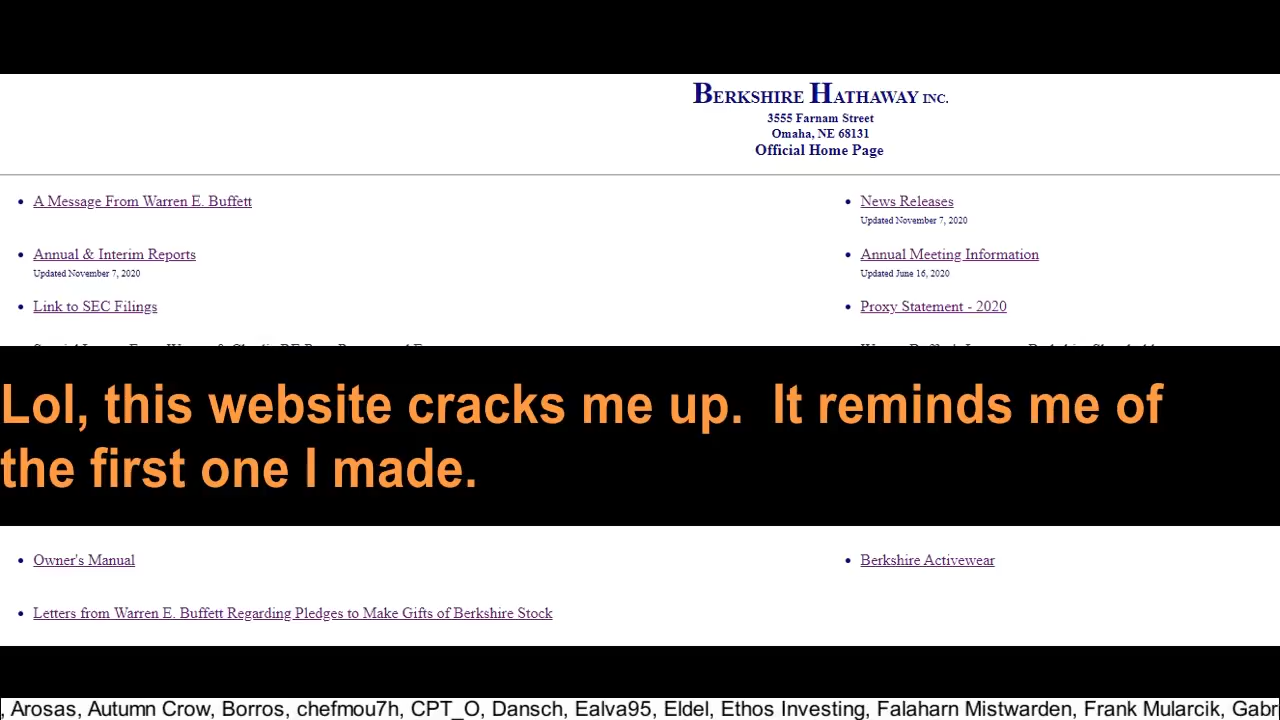 BERKSHIRE HATHAWAY INC.
3555 Farnam Street
Omaha, NE 68131
Official Home Page
A Message From Warren E. Buffett
News Releases
Updated November 7, 2020
Annual & Interim Reports
Updated November 7, 2020
Annual Meeting Information
Updated June 16, 2020
Link to SEC Filings
Proxy Statement - 2020
Lol, this website cracks me up. It reminds me of
the first one I made.
Owner's Manual
Berkshire Activewear
Letters from Warren E. Buffett Regarding Pledges to Make Gifts of Berkshire Stock
, Arosas, Autumn Crow, Borros, chefmou7h, CPT_O, Dansch, Ealva95, Eldel, Ethos Investing, Falaharn Mistwarden, Frank Mularcik,